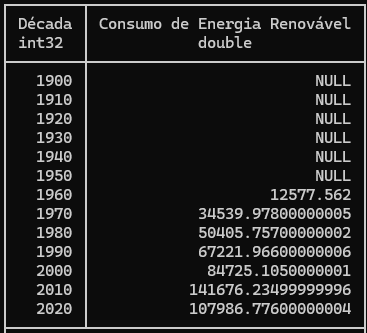 Década Consumo de Energia Renovável
int32 double
1900 NULL
1910 NULL
1920 NULL
1930 NULL
1940 NULL
1950 NULL
1960 12577.562
1970 34539.97800000005
1980 50405.75700000002
1990 67221.96600000006
2000 84725.1050000001
2010 141676.23499999996
2020 107986.77600000004